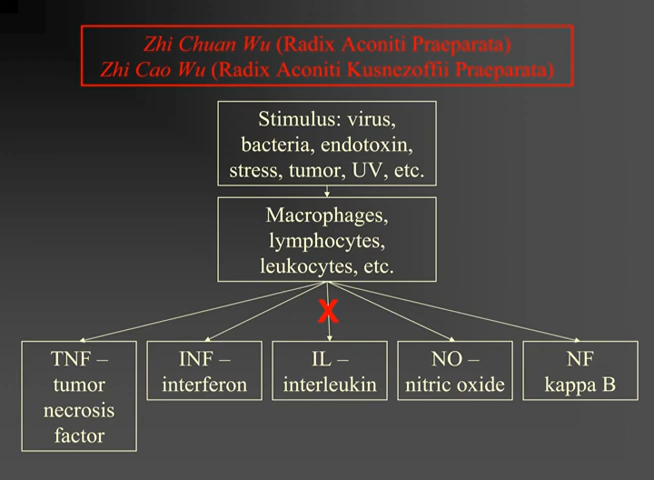 Zhi Chuan Wu (Radix Aconiti Praeparata)
Zhi Cao Wu (Radix Aconiti Kusnezoffii Praeparata)
Stimulus: virus,
bacteria, endotoxin,
stress, tumor, UV, etc.
Macrophages,
lymphocytes,
leukocytes, etc.
X
TNF –
tumor
necrosis
factor
INF –
interferon
IL –
interleukin
NO –
nitric oxide
NF
kappa B